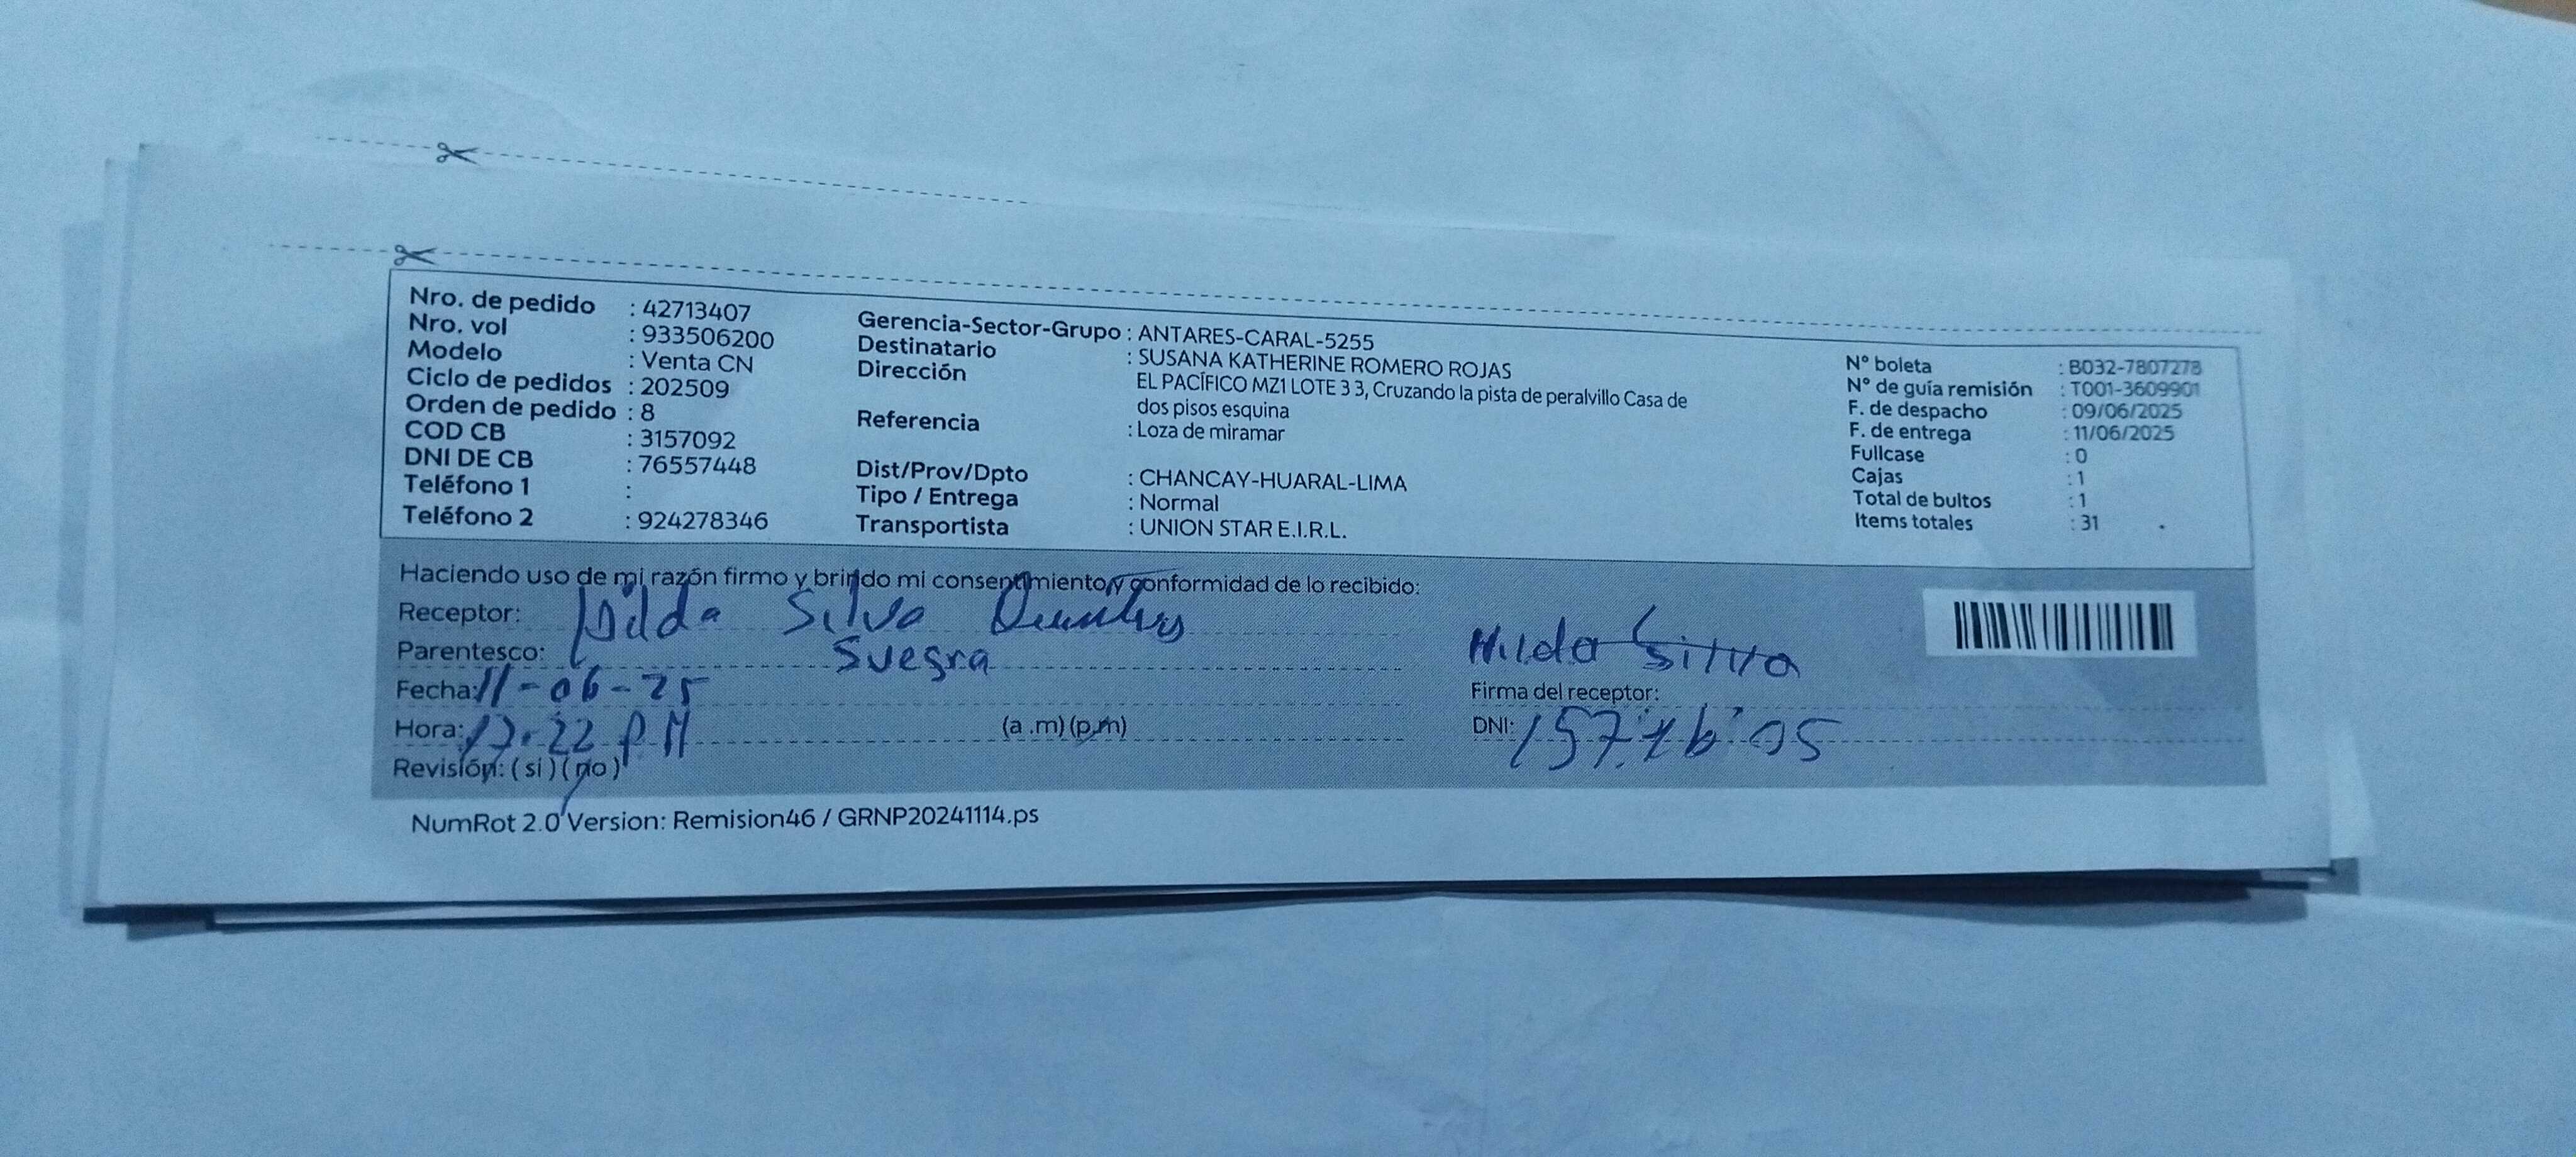 Nro. de pedido : 42713407
Nro. vol : 933506200
Modelo : Venta CN
Ciclo de pedidos : 202509
Orden de pedido : 8
COD CB : 3157092
DNI DE CB : 76557448
Teléfono 1 :
Teléfono 2 : 924278346
Gerencia-Sector-Grupo : ANTARES-CARAL-5255
Destinatario : SUSANA KATHERINE ROMERO ROJAS
Dirección EL PACÍFICO MZ1 LOTE 3 3, Cruzando la pista de peralvillo Casa de
dos pisos esquina
Referencia : Loza de miramar
Dist/Prov/Dpto : CHANCAY-HUARAL-LIMA
Tipo / Entrega : Normal
Transportista : UNION STAR E.I.R.L.
N° boleta : B032-7807278
N° de guía remisión : T001-3609901
F. de despacho : 09/06/2025
F. de entrega : 11/06/2025
Fullcase : 0
Cajas : 1
Total de bultos : 1
Items totales : 31
Haciendo uso de mi razón firmo y brindo mi consentimiento y conformidad de lo recibido:
Receptor: Hilda Silva
Parentesco: Suegra
Fecha: 11-06-25
Hora: PM (a .m) (p.m)
Revisión: ( si ) ( no )
Hilda Silva
Firma del receptor:
DNI:
NumRot 2.0 Version: Remision46 / GRNP20241114.ps